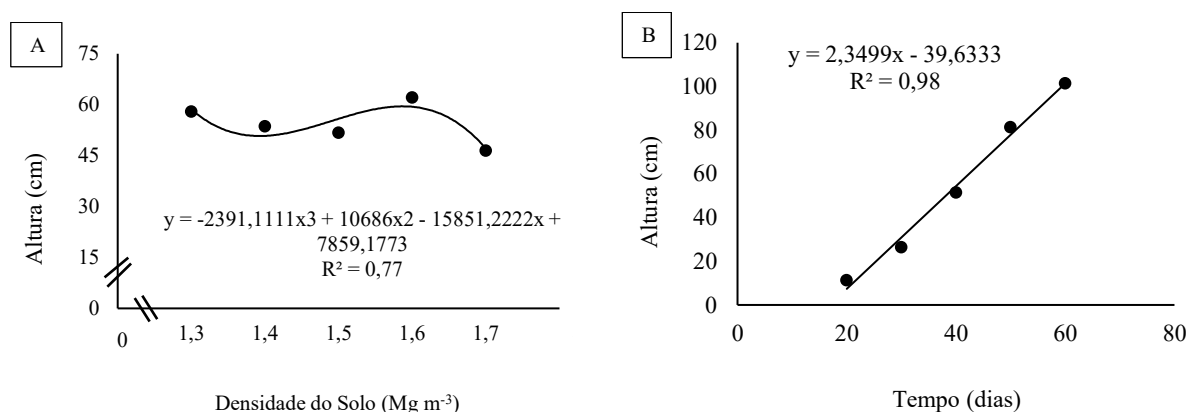 A
75
60
45
30
15
0
Altura (cm)
y = -2391,1111x3 + 10686x2 - 15851,2222x +
7859,1773
R² = 0,77
0
1,3
1,4
1,5
1,6
1,7
Densidade do Solo (Mg m⁻³)
B
120
100
80
60
40
20
0
Altura (cm)
y = 2,3499x - 39,6333
R² = 0,98
0
20
40
60
80
Tempo (dias)